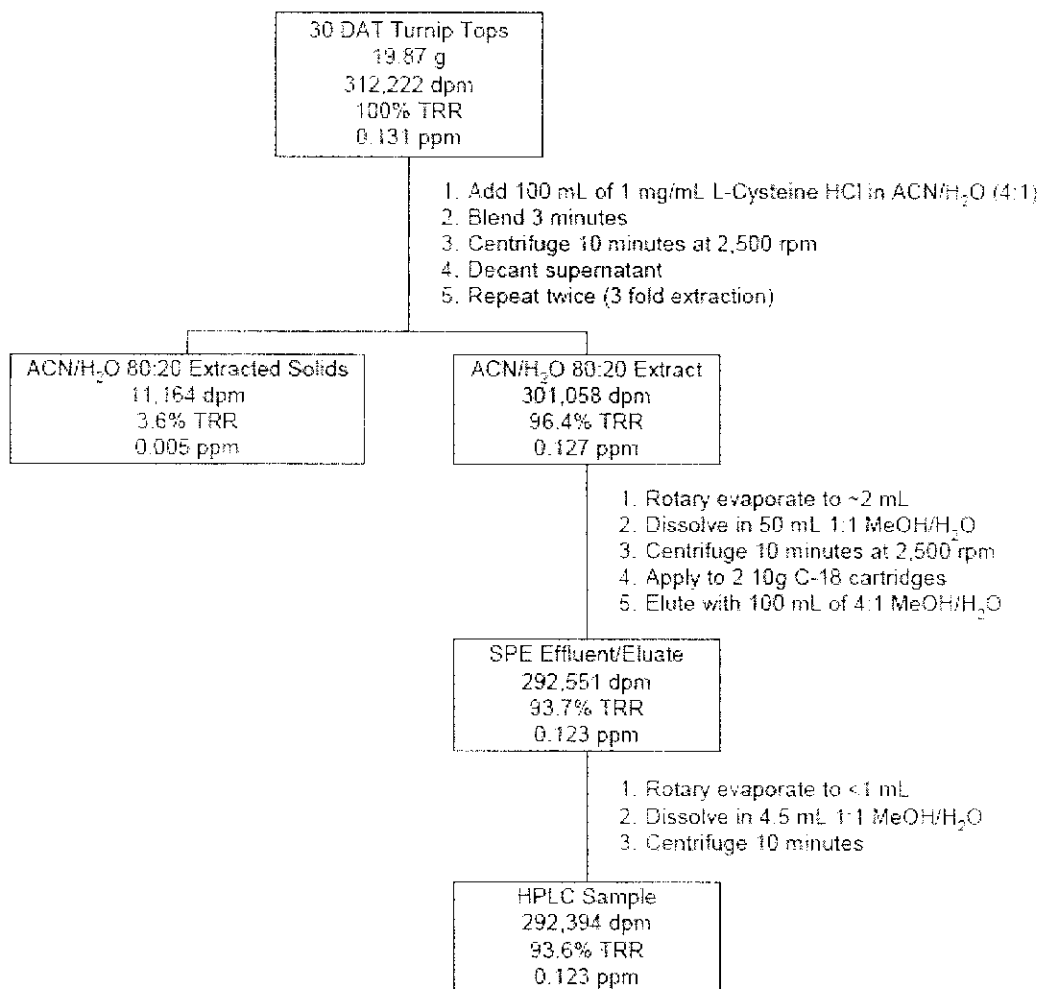 30 DAT Turnip Tops
19.87 g
312,222 dpm
100% TRR
0.131 ppm
1. Add 100 mL of 1 mg/mL L-Cysteine HCl in ACN/H₂O (4:1)
2. Blend 3 minutes
3. Centrifuge 10 minutes at 2,500 rpm
4. Decant supernatant
5. Repeat twice (3 fold extraction)
ACN/H₂O 80:20 Extracted Solids
11,164 dpm
3.6% TRR
0.005 ppm
ACN/H₂O 80:20 Extract
301,058 dpm
96.4% TRR
0.127 ppm
1. Rotary evaporate to ~2 mL
2. Dissolve in 50 mL 1:1 MeOH/H₂O
3. Centrifuge 10 minutes at 2,500 rpm
4. Apply to 2 10g C-18 cartridges
5. Elute with 100 mL of 4:1 MeOH/H₂O
SPE Effluent/Eluate
292,551 dpm
93.7% TRR
0.123 ppm
1. Rotary evaporate to <1 mL
2. Dissolve in 4.5 mL 1:1 MeOH/H₂O
3. Centrifuge 10 minutes
HPLC Sample
292,394 dpm
93.6% TRR
0.123 ppm